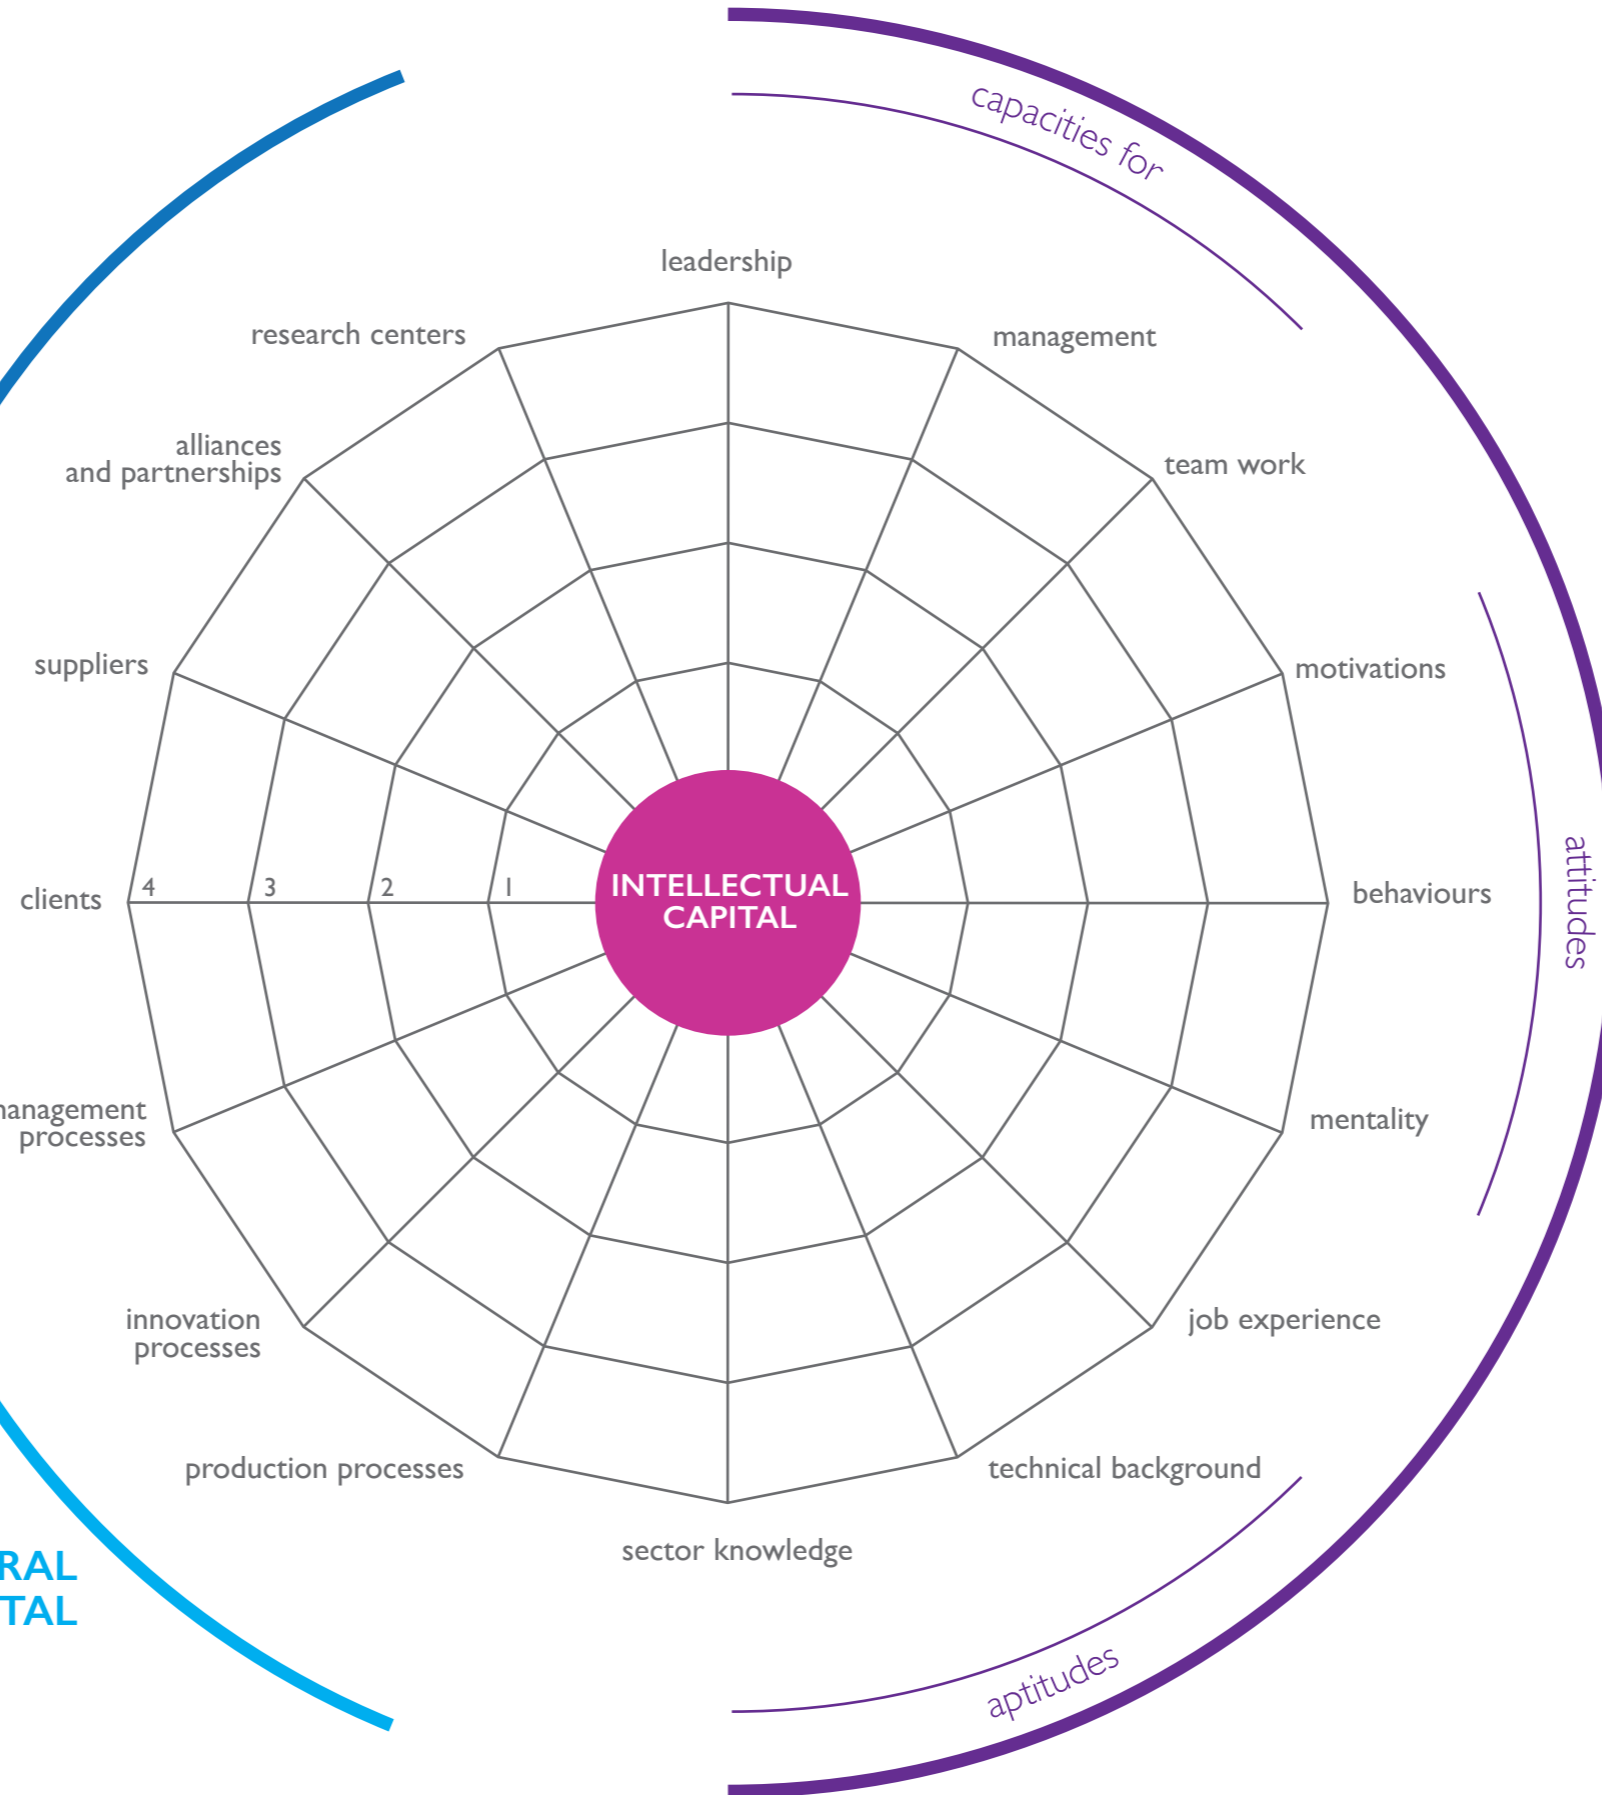 capacities for
leadership
research centers
management
alliances
and partnerships
team work
suppliers
motivations
clients
4
3
2
1
INTELLECTUAL
CAPITAL
behaviours
attitudes
anagement
processes
mentality
innovation
processes
job experience
production processes
technical background
sector knowledge
RAL
TAL
aptitudes